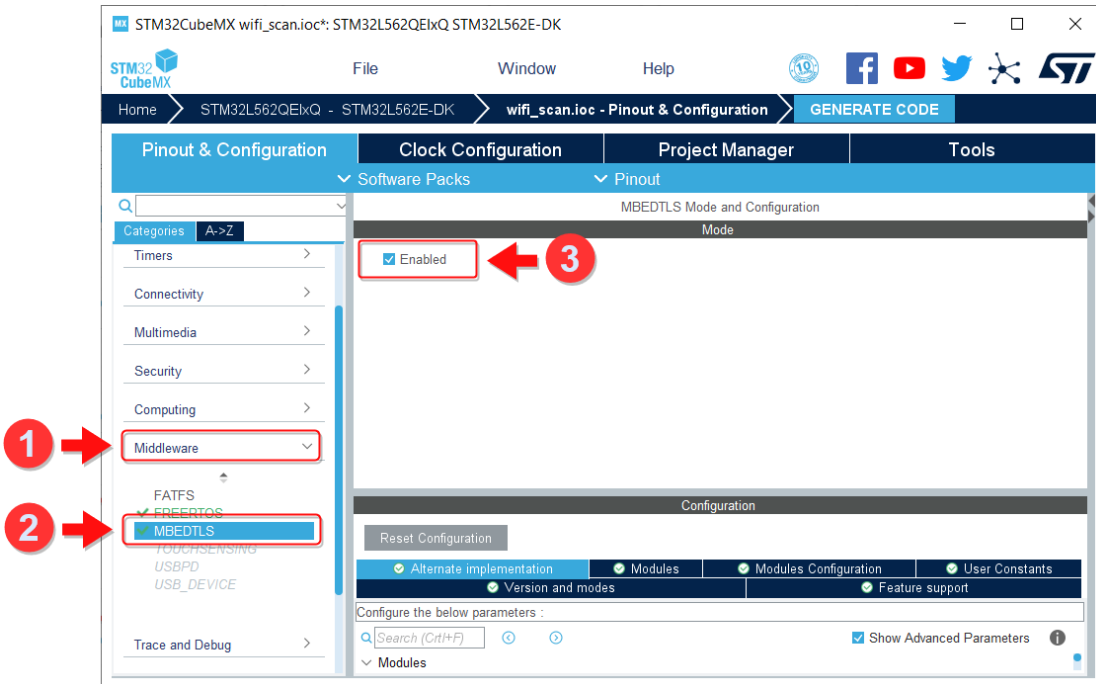 MX STM32CubeMX wifi_scan.ioc*: STM32L562QEIxQ STM32L562E-DK
STM32
CubeMX
File Window Help
10
ST
Home STM32L562QEIxQ - STM32L562E-DK wifi_scan.ioc - Pinout & Configuration GENERATE CODE
Pinout & Configuration Clock Configuration Project Manager Tools
Software Packs Pinout
MBEDTLS Mode and Configuration
Categories A->Z
Mode
Timers
Enabled
3
Connectivity
Multimedia
Security
Computing
1
Middleware
FATFS
FREERTOS
2
MBEDTLS
TOUCHSENSING
USBPD
USB_DEVICE
Trace and Debug
Configuration
Reset Configuration
Alternate implementation Modules Modules Configuration User Constants
Version and modes Feature support
Configure the below parameters :
Search (Crtl+F) Show Advanced Parameters
Modules